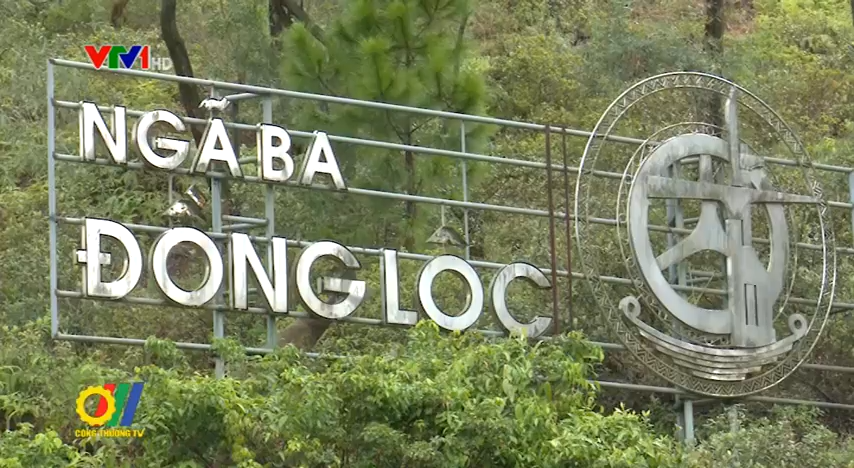 VTV1 HD
NGÃ BA
ĐỒNG LỘC
CÔNG THƯƠNG TV